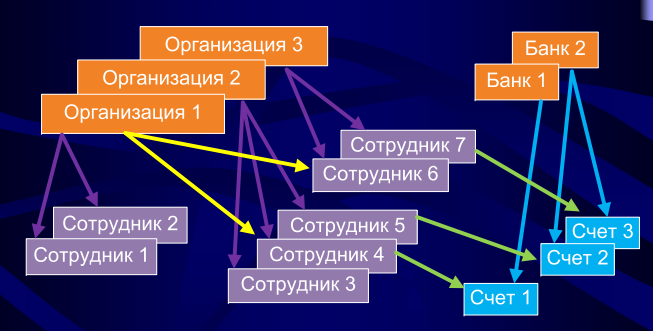 Организация 3
Организация 2
Организация 1
Банк 2
Банк 1
Сотрудник 7
Сотрудник 6
Сотрудник 2
Сотрудник 1
Сотрудник 5
Сотрудник 4
Сотрудник 3
Счет 3
Счет 2
Счет 1